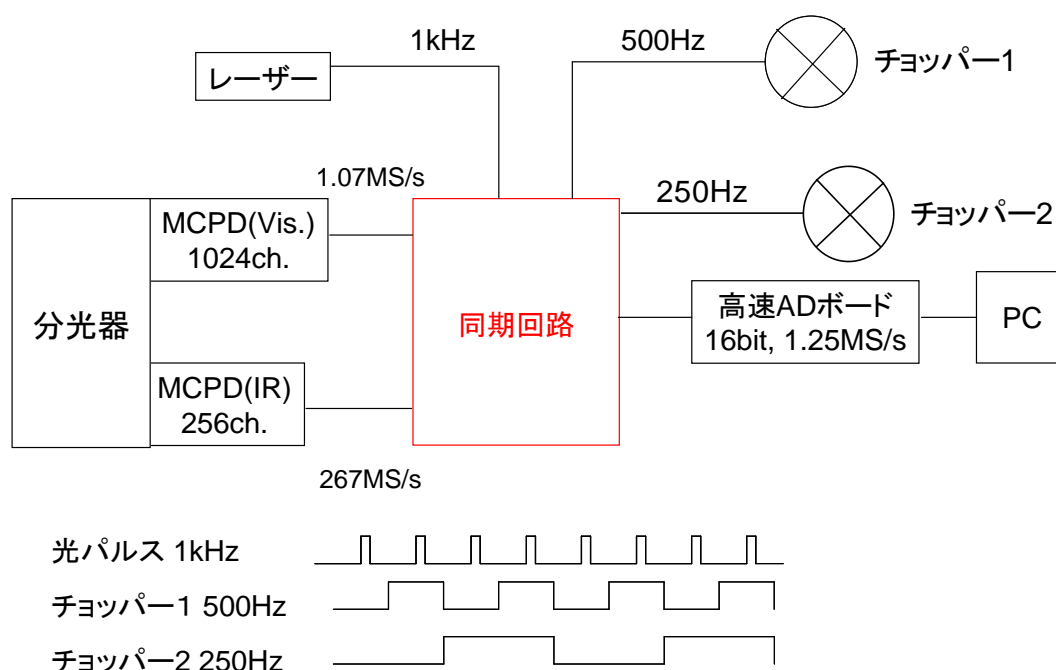 1kHz
500Hz
レーザー
チョッパー1
1.07MS/s
MCPD(Vis.)
1024ch.
250Hz
チョッパー2
分光器
同期回路
高速ADボード
16bit, 1.25MS/s
PC
MCPD(IR)
256ch.
267MS/s
光パルス 1kHz
チョッパー１ 500Hz
チョッパー2 250Hz